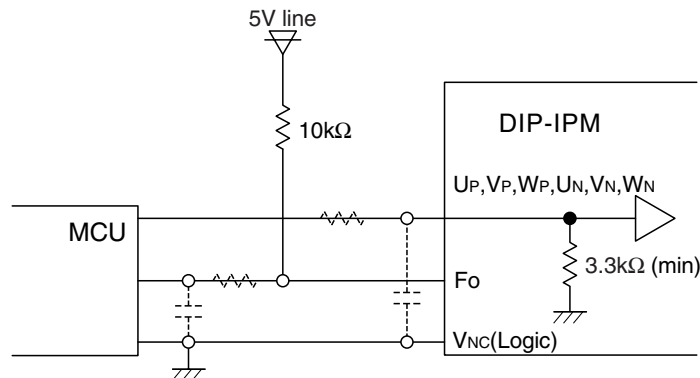 5V line
10kΩ
DIP-IPM
UP,VP,WP,UN,VN,WN
MCU
3.3kΩ (min)
Fo
VNC(Logic)